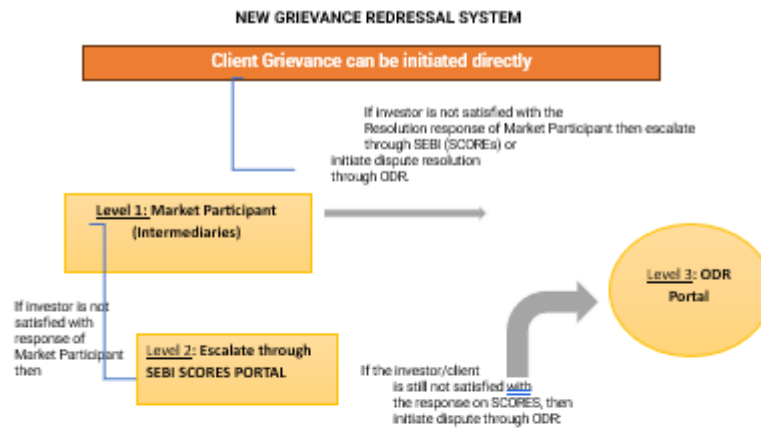 NEW GRIEVANCE REDRESSAL SYSTEM
Client Grievance can be initiated directly
If investor is not satisfied with the
Resolution response of Market Participant then escalate
through SEBI (SCOREs) or
initiate dispute resolution
through ODR.
Level 1: Market Participant
(Intermediaries)
Level 3: ODR
Portal
If investor is not
satisfied with
response of
Market Participant
then
Level 2: Escalate through
SEBI SCORES PORTAL
If the investor/client
is still not satisfied with
the response on SCORES, then
initiate dispute through ODR: